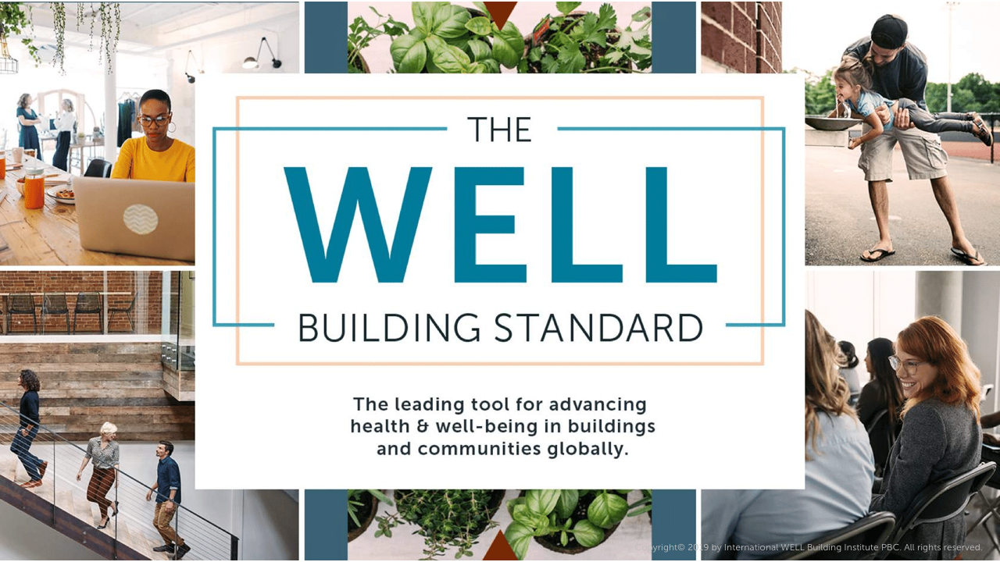 THE
WELL
BUILDING STANDARD
The leading tool for advancing
health & well-being in buildings
and communities globally.
Copyright© 2019 by International WELL Building Institute PBC. All rights reserved.